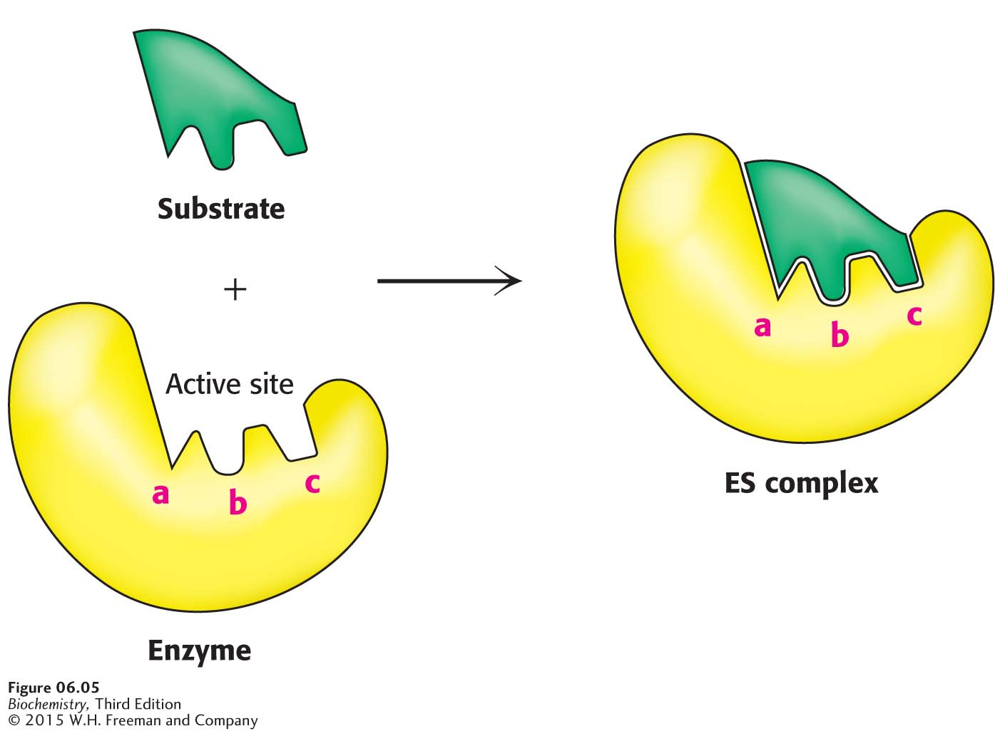 Substrate
+
Active site
a
b
c
Enzyme
a
b
c
ES complex
Figure 06.05
Biochemistry, Third Edition
© 2015 W.H. Freeman and Company